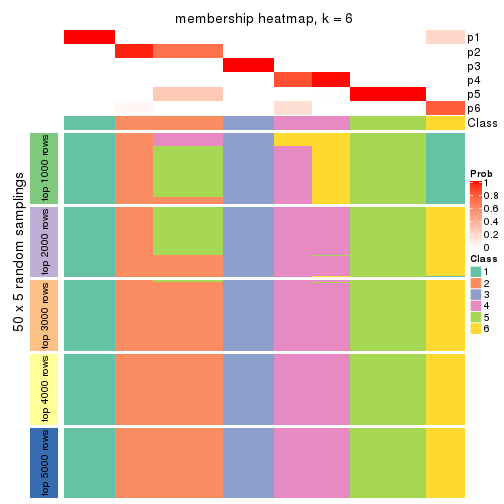 membership heatmap, k = 6
p1
p2
p3
p4
p5
p6
Class
50 x 5 random samplings
top 1000 rows
top 2000 rows
top 3000 rows
top 4000 rows
top 5000 rows
Prob
1
0.8
0.6
0.4
0.2
0
Class
1
2
3
4
5
6